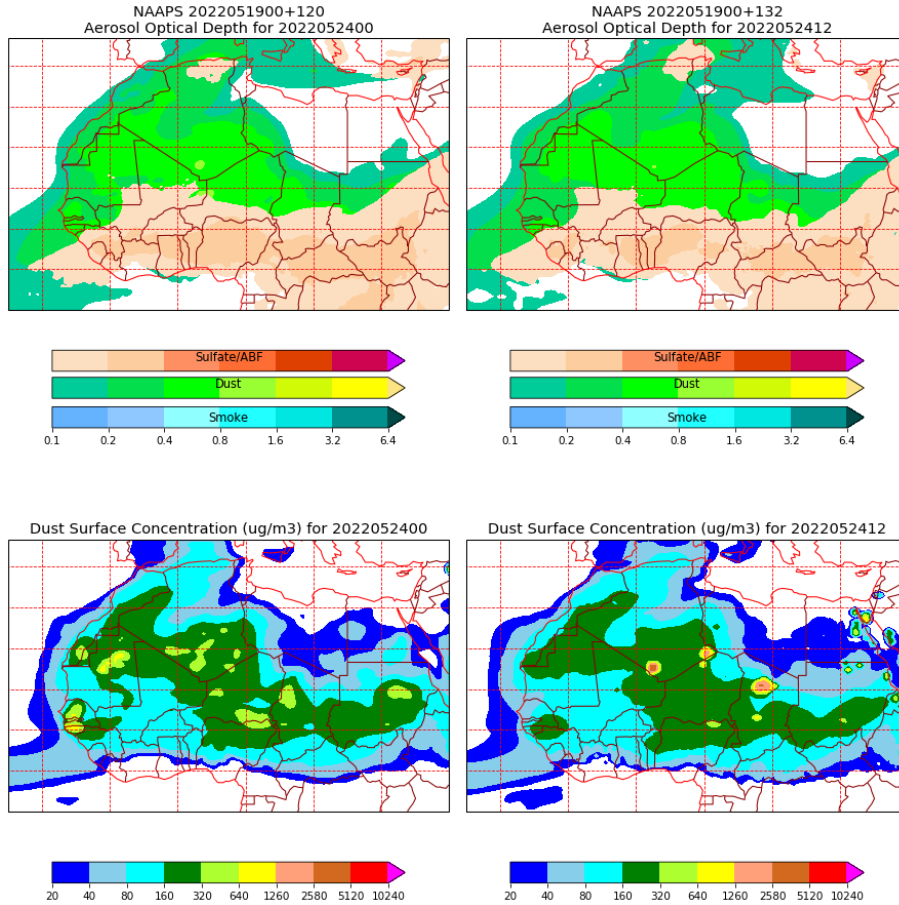 NAAPS 2022051900+120
Aerosol Optical Depth for 2022052400
NAAPS 2022051900+132
Aerosol Optical Depth for 2022052412
Sulfate/ABF
Dust
Smoke
0.1 0.2 0.4 0.8 1.6 3.2 6.4
Sulfate/ABF
Dust
Smoke
0.1 0.2 0.4 0.8 1.6 3.2 6.4
Dust Surface Concentration (ug/m3) for 2022052400
Dust Surface Concentration (ug/m3) for 2022052412
20 40 80 160 320 640 1260 2580 5120 10240
20 40 80 160 320 640 1260 2580 5120 10240